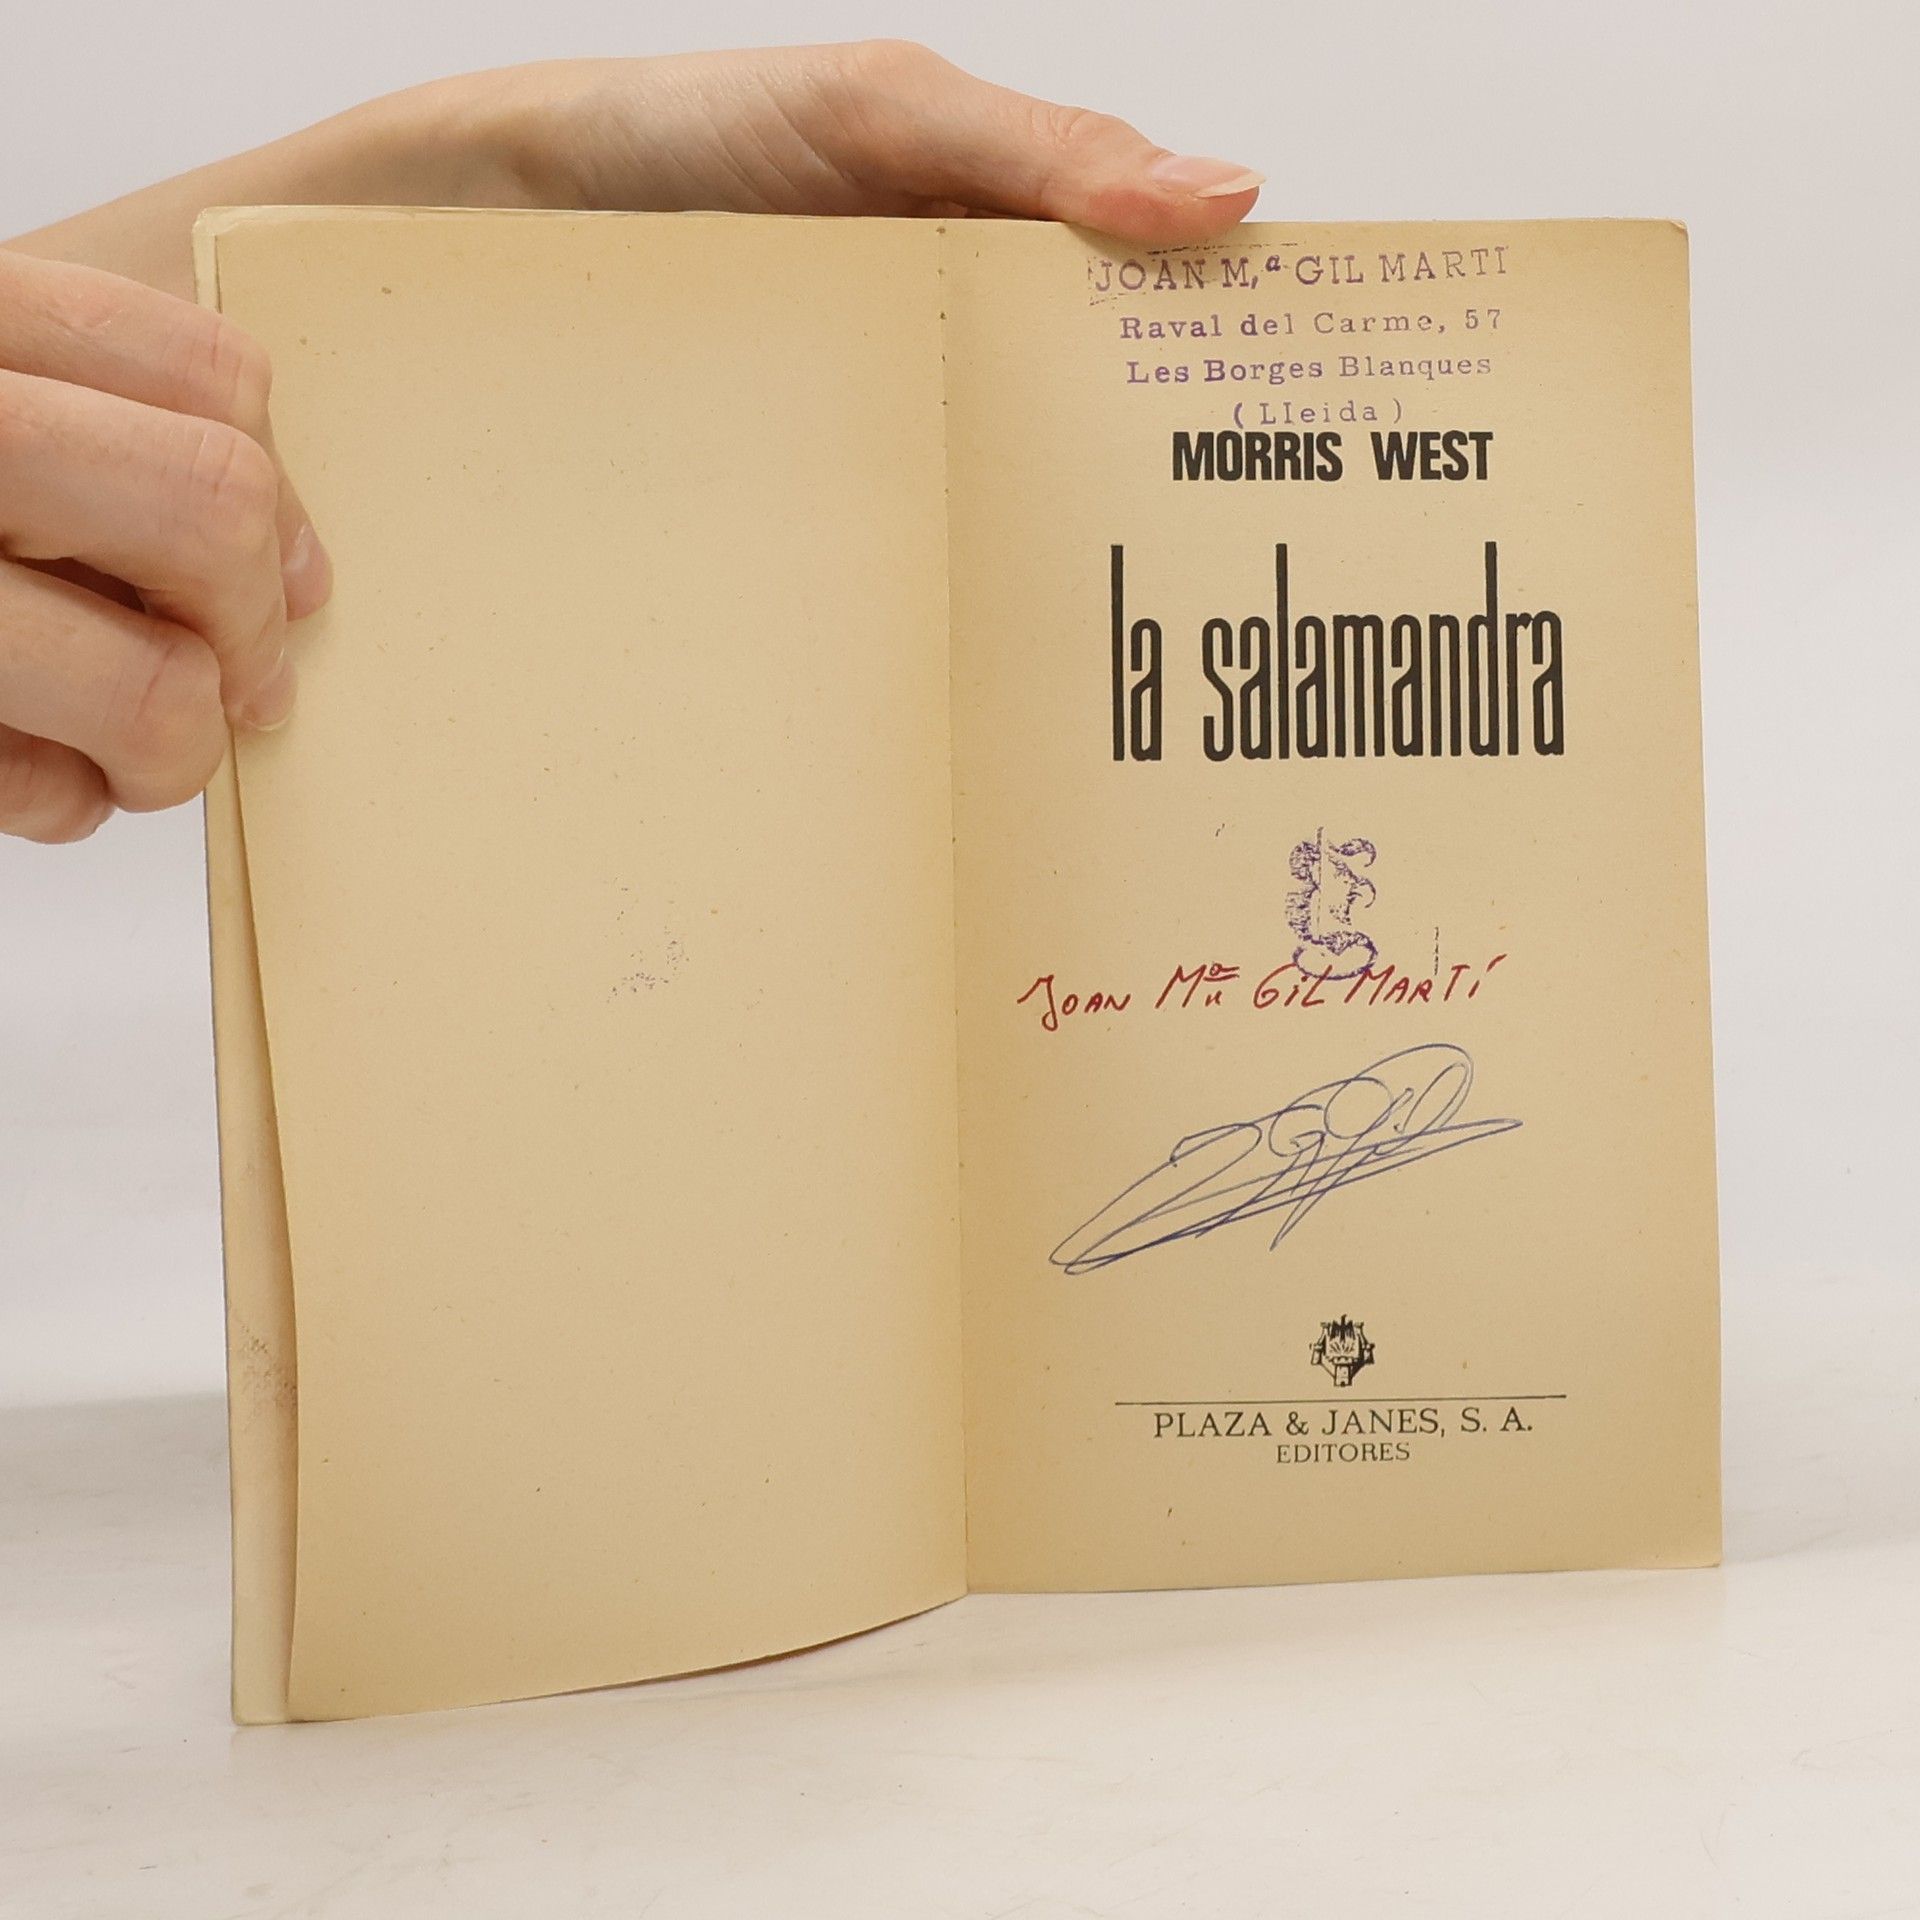 JOAN M,ª GIL MARTI
Raval del Carme, 57
Les Borges Blanques
(Lleida)
MORRIS WEST
la salamandra
JOAN Mª GIL MARTÍ
PLAZA & JANES, S. A.
EDITORES